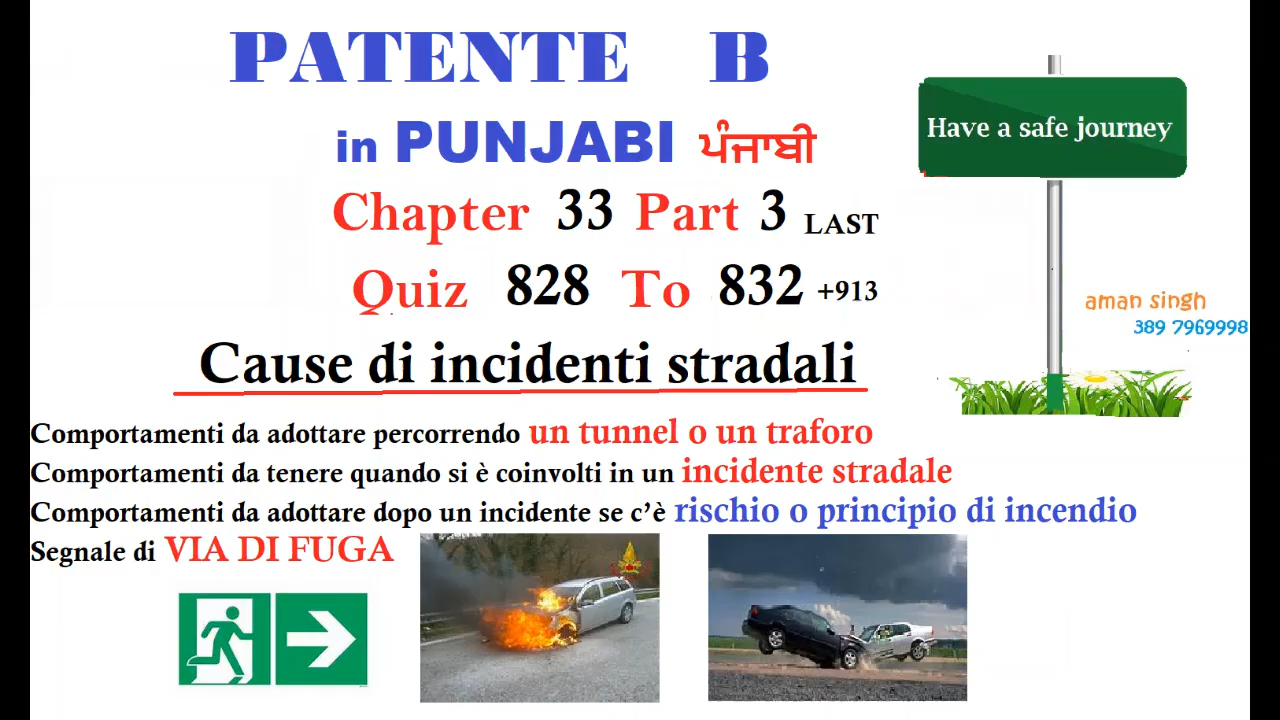 PATENTE B
in PUNJABI ਪੰਜਾਬੀ
Have a safe journey
Chapter 33 Part 3 LAST
Quiz 828 To 832 +913
aman singh
389 7969998
Cause di incidenti stradali
Comportamenti da adottare percorrendo un tunnel o un traforo
Comportamenti da tenere quando si è coinvolti in un incidente stradale
Comportamenti da adottare dopo un incidente se c'è rischio o principio di incendio
Segnale di VIA DI FUGA